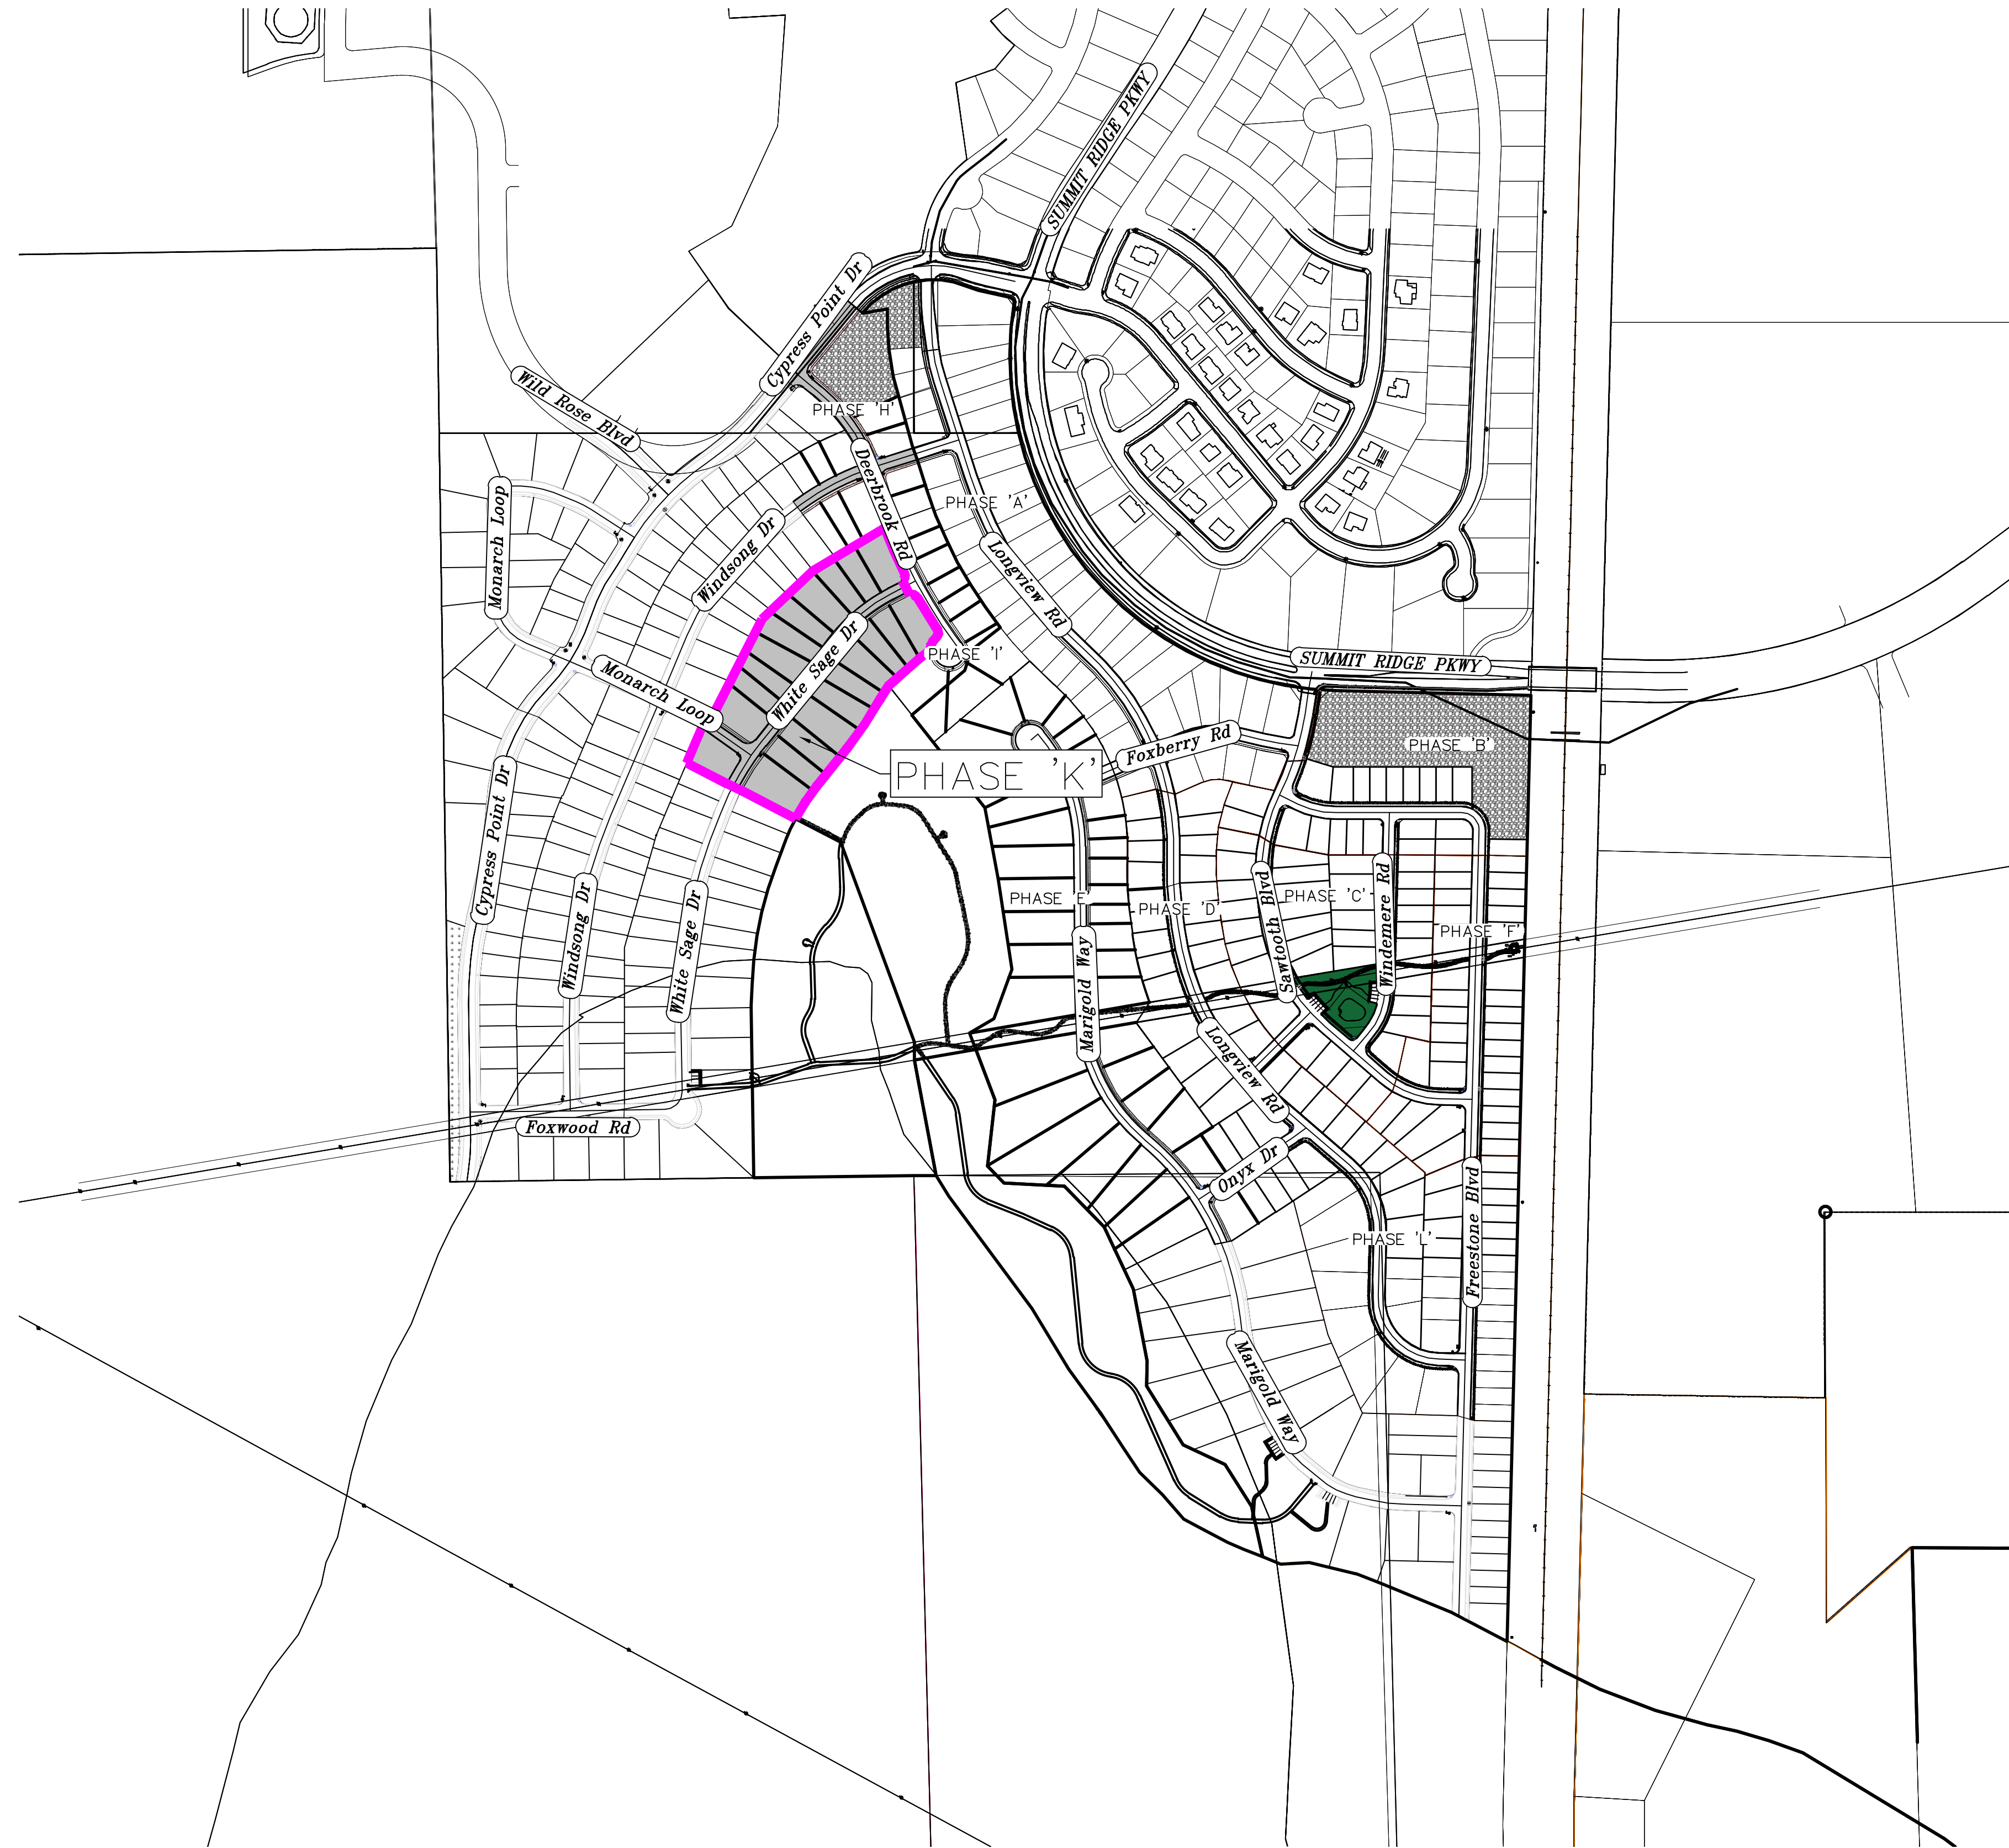 SUMMIT RIDGE PKWY
Cypress Point Dr
Wild Rose Blvd
PHASE 'H'
Deerbrook Rd
Monarch Loop
PHASE 'A'
Windsong Dr
Longview Rd
White Sage Dr
PHASE 'I'
SUMMIT RIDGE PKWY
Monarch Loop
Foxberry Rd
PHASE 'B'
PHASE 'K'
Cypress Point Dr
Windsong Dr
White Sage Dr
PHASE 'E'
PHASE 'D'
Sawtooth Blvd
PHASE 'C'
Windemere Rd
PHASE 'F'
Marigold Way
Longview Rd
Foxwood Rd
Onyx Dr
Freestone Blvd
PHASE 'L'
Marigold Way